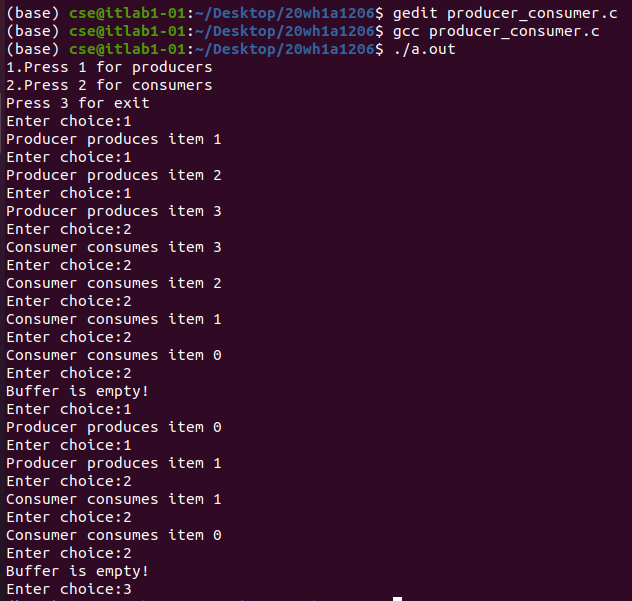 (base) cse@itlab1-01:~/Desktop/20wh1a1206$ gedit producer_consumer.c
(base) cse@itlab1-01:~/Desktop/20wh1a1206$ gcc producer_consumer.c
(base) cse@itlab1-01:~/Desktop/20wh1a1206$ ./a.out
1.Press 1 for producers
2.Press 2 for consumers
Press 3 for exit
Enter choice:1
Producer produces item 1
Enter choice:1
Producer produces item 2
Enter choice:1
Producer produces item 3
Enter choice:2
Consumer consumes item 3
Enter choice:2
Consumer consumes item 2
Enter choice:2
Consumer consumes item 1
Enter choice:2
Consumer consumes item 0
Enter choice:2
Buffer is empty!
Enter choice:1
Producer produces item 0
Enter choice:1
Producer produces item 1
Enter choice:2
Consumer consumes item 1
Enter choice:2
Consumer consumes item 0
Enter choice:2
Buffer is empty!
Enter choice:3